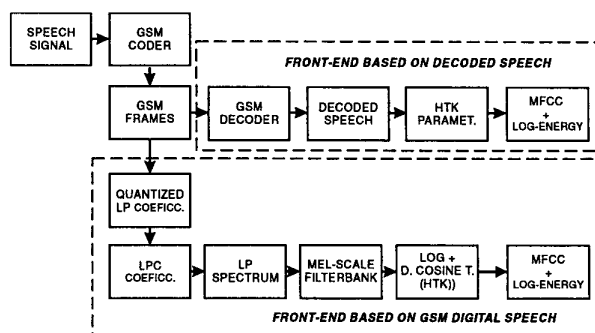 SPEECH
SIGNAL
GSM
CODER
FRONT-END BASED ON DECODED SPEECH
GSM
FRAMES
GSM
DECODER
DECODED
SPEECH
HTK
PARAMET.
MFCC
+
LOG-ENERGY
QUANTIZED
LP COEFICC.
LPC
COEFICC.
LP
SPECTRUM
MEL-SCALE
FILTERBANK
LOG +
D. COSINE T.
(HTK))
MFCC
+
LOG-ENERGY
FRONT-END BASED ON GSM DIGITAL SPEECH